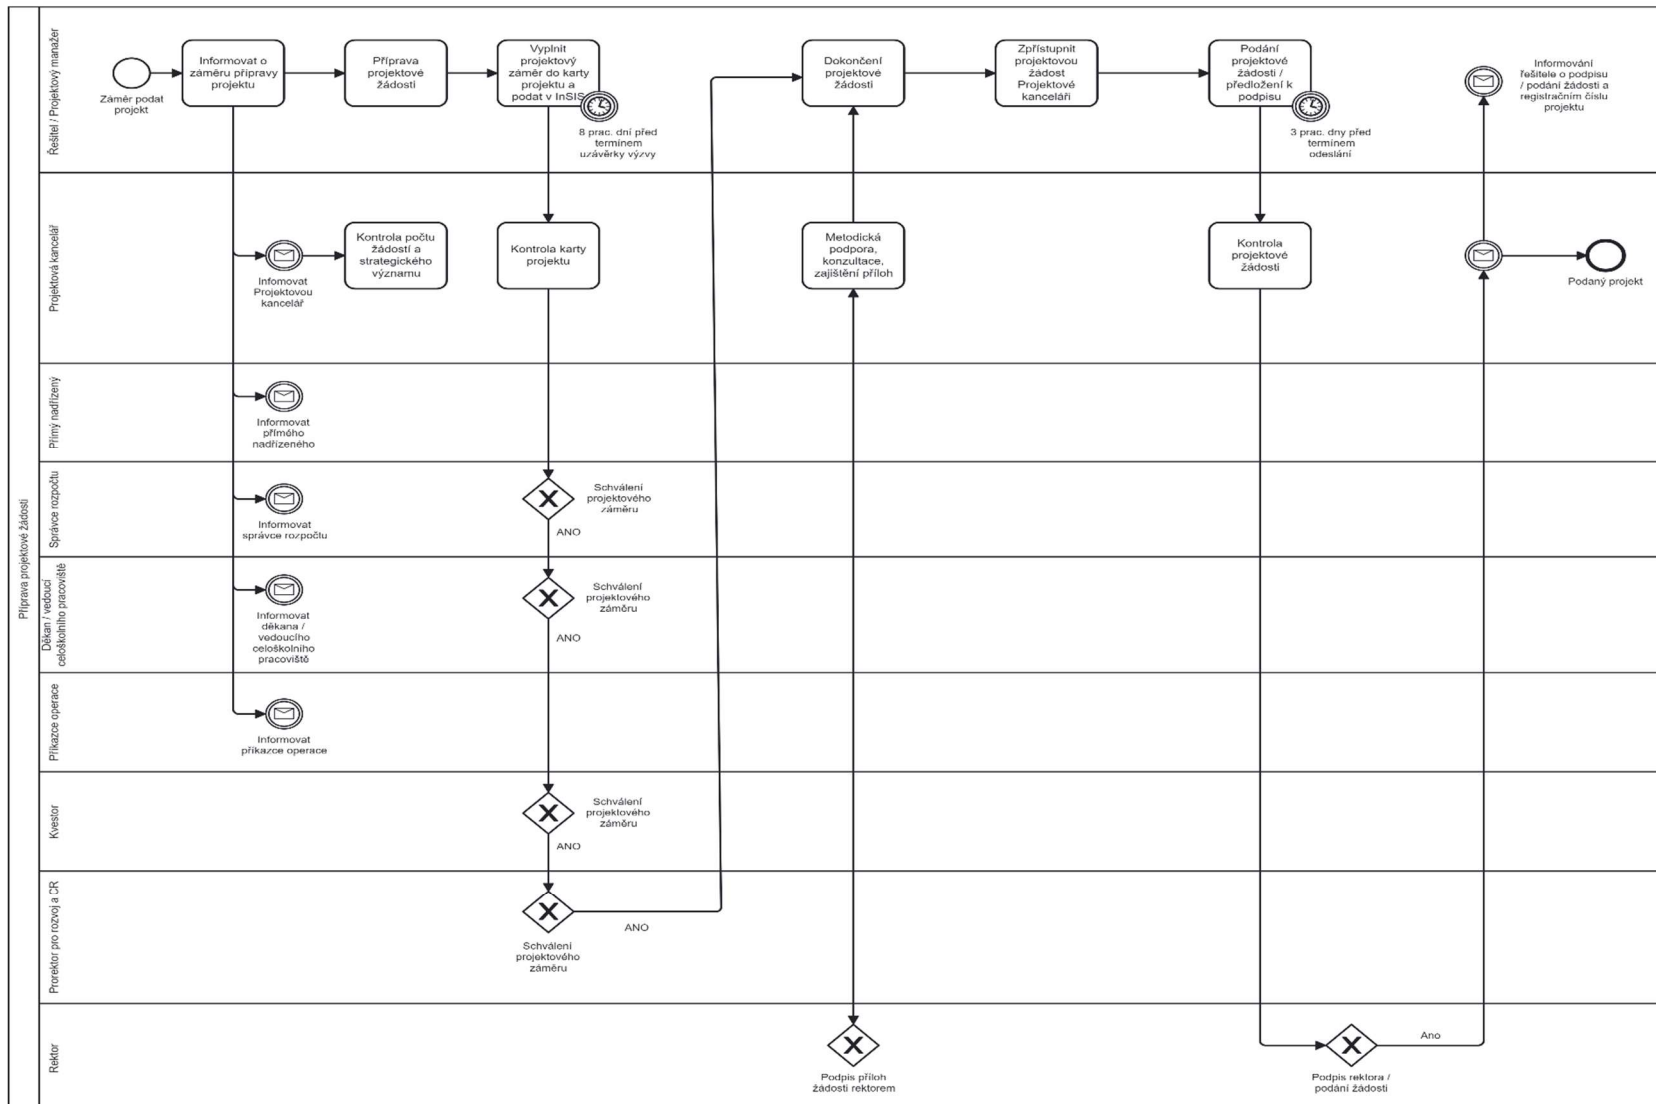 Příprava projektové žádosti
Řešitel / Projektový manažer
Záměr podat
projekt
Informovat o
záměru přípravy
projektu
Příprava
projektové
žádosti
Vyplnit
projektový
záměr do karty
projektu a
podat v InSIS
8 prac. dní před
termínem
uzávěrky výzvy
Dokončení
projektové
žádosti
Zpřístupnit
projektovou
žádost
Projektové
kanceláři
Podání
projektové
žádosti /
předložení k
podpisu
3 prac. dny před
termínem
odeslání
Informování
řešitele o podpisu
/ podání žádosti a
registračním číslu
projektu
Projektová kancelář
Infomovat
Projektovou
kancelář
Kontrola počtu
žádostí a
strategického
významu
Kontrola karty
projektu
Metodická
podpora,
konzultace,
zajištění příloh
Kontrola
projektové
žádosti
Podaný projekt
Přímý nadřízený
Informovat
přímého
nadřízeného
Správce rozpočtu
Informovat
správce rozpočtu
Schválení
projektového
záměru
ANO
Děkan / vedoucí
celoškolního pracoviště
Informovat
děkana /
vedoucího
celoškolního
pracoviště
Schválení
projektového
záměru
ANO
Příkazce operace
Informovat
příkazce operace
Kvestor
Schválení
projektového
záměru
ANO
Prorektor pro rozvoj a CR
Schválení
projektového
záměru
ANO
Rektor
Podpis příloh
žádosti rektorem
Podpis rektora /
podání žádosti
Ano